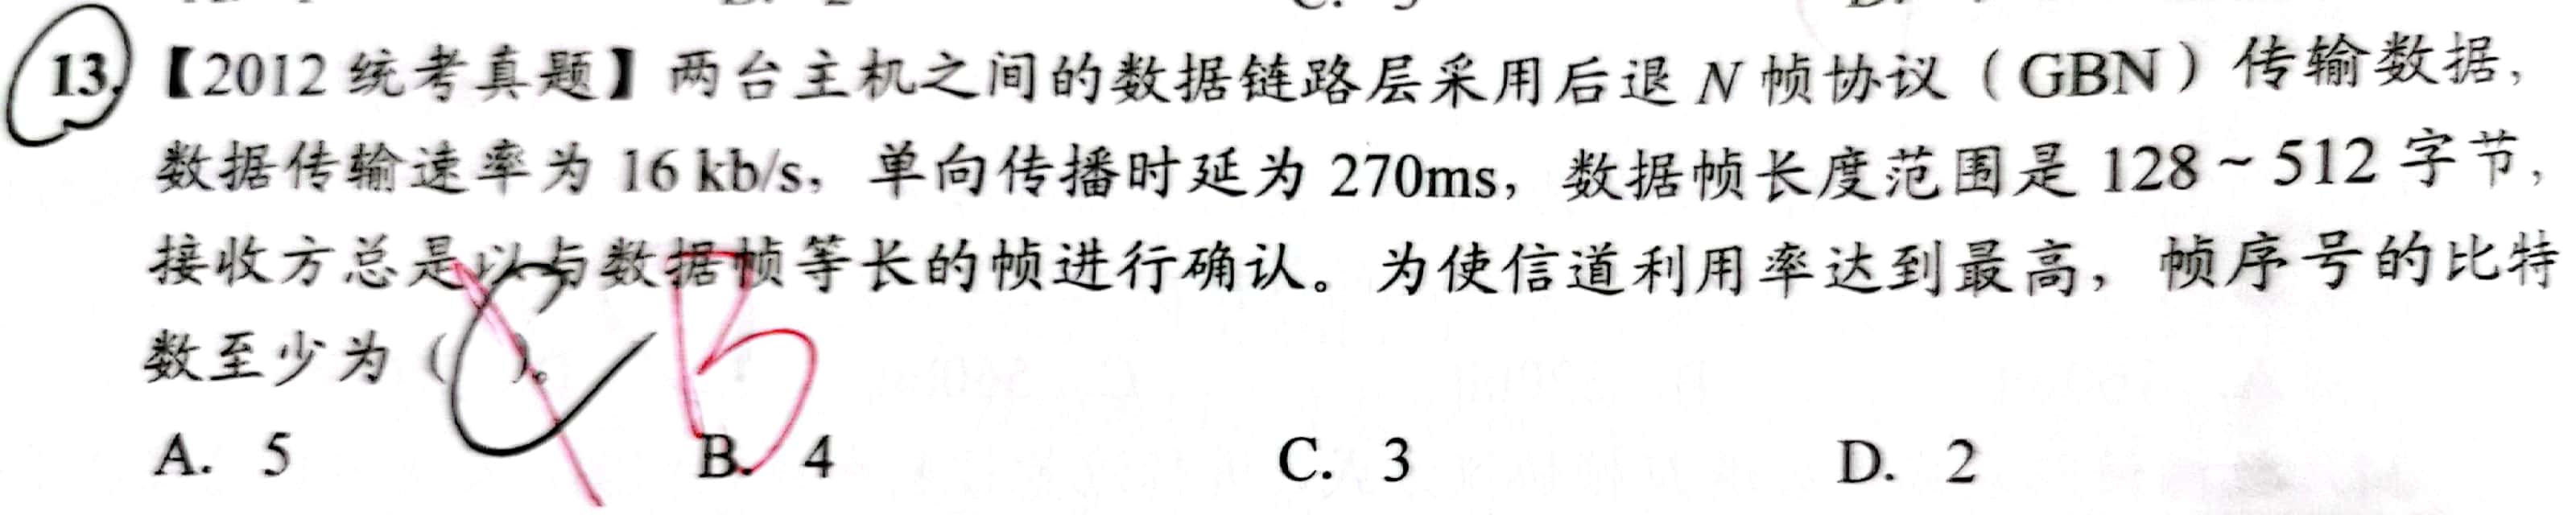 13.【2012 统考真题】两台主机之间的数据链路层采用后退 N 帧协议（GBN）传输数据，
数据传输速率为 16 kb/s，单向传播时延为 270ms，数据帧长度范围是 128～512 字节，
接收方总是以与数据帧等长的帧进行确认。为使信道利用率达到最高，帧序号的比特
数至少为（ ）。 C B
A. 5 B. 4 C. 3 D. 2